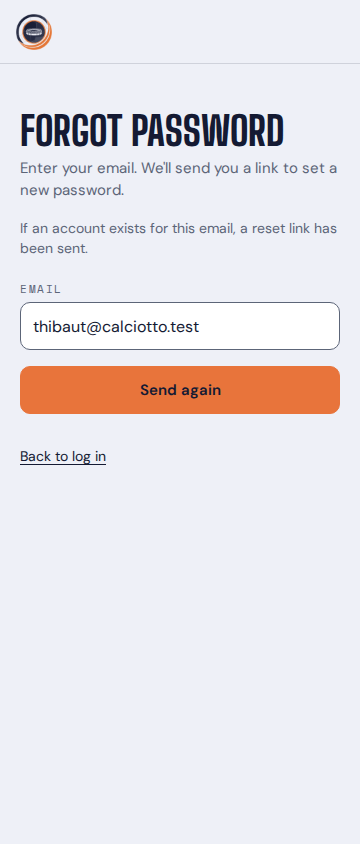 FORGOT PASSWORD
Enter your email. We'll send you a link to set a
new password.
If an account exists for this email, a reset link has
been sent.
EMAIL
thibaut@calciotto.test
Send again
Back to log in